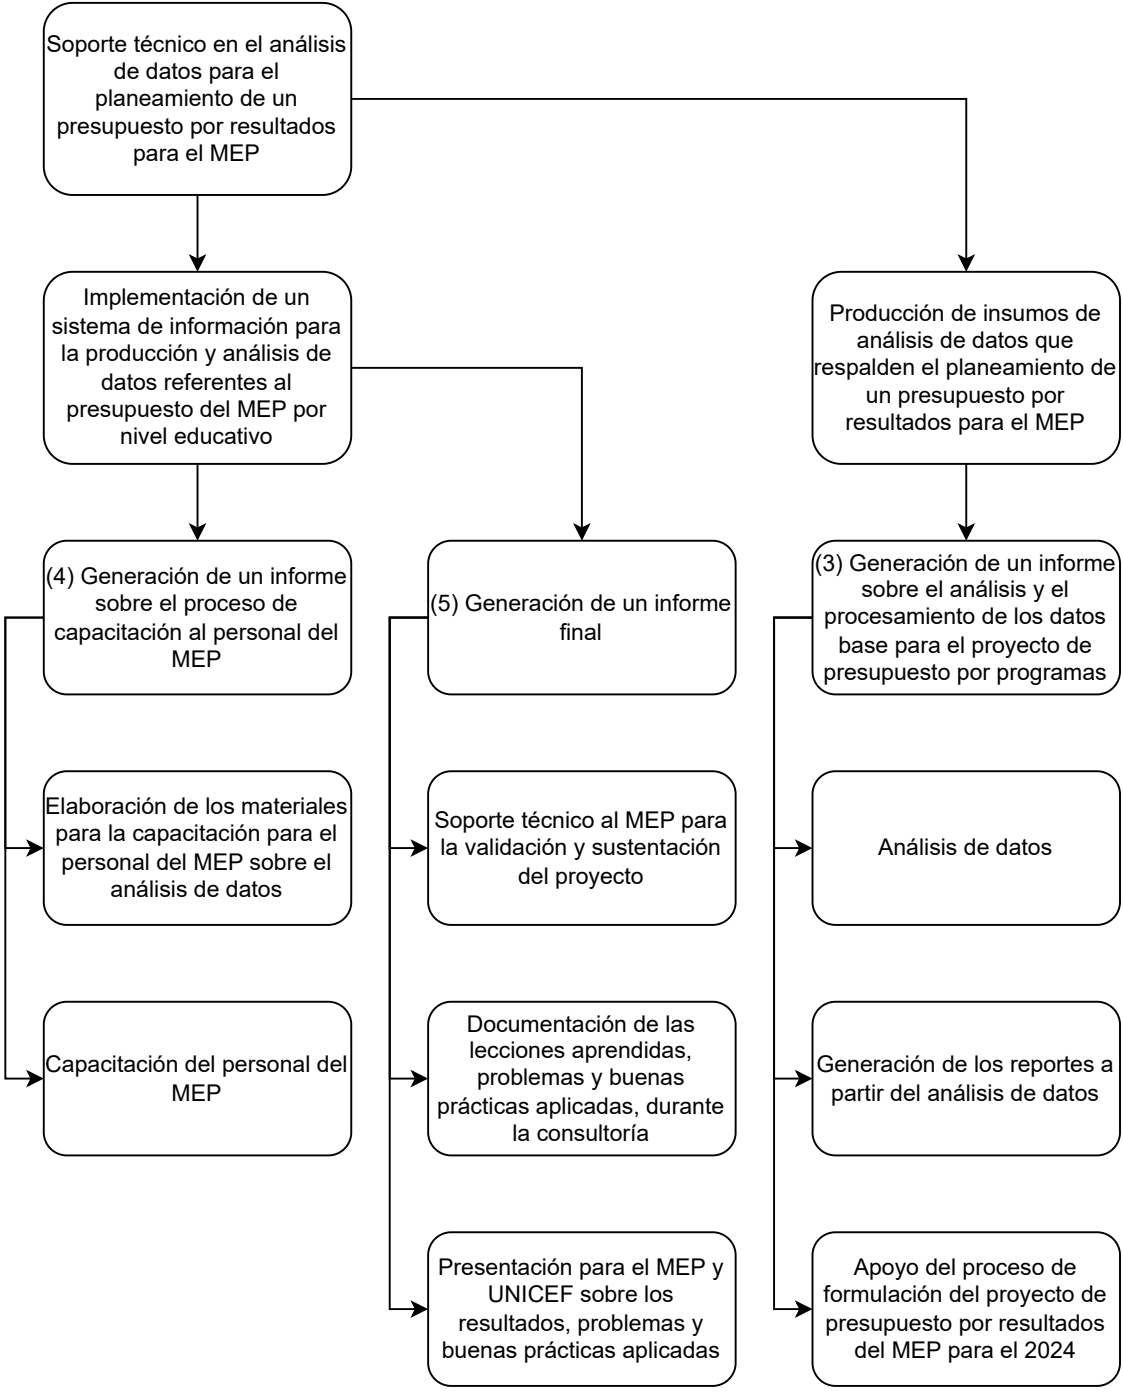 Soporte técnico en el análisis
de datos para el
planeamiento de un
presupuesto por resultados
para el MEP
Implementación de un
sistema de información para
la producción y análisis de
datos referentes al
presupuesto del MEP por
nivel educativo
Producción de insumos de
análisis de datos que
respalden el planeamiento de
un presupuesto por
resultados para el MEP
(4) Generación de un informe
sobre el proceso de
capacitación al personal del
MEP
(5) Generación de un informe
final
(3) Generación de un informe
sobre el análisis y el
procesamiento de los datos
base para el proyecto de
presupuesto por programas
Elaboración de los materiales
para la capacitación para el
personal del MEP sobre el
análisis de datos
Soporte técnico al MEP para
la validación y sustentación
del proyecto
Análisis de datos
Capacitación del personal del
MEP
Documentación de las
lecciones aprendidas,
problemas y buenas
prácticas aplicadas, durante
la consultoría
Generación de los reportes a
partir del análisis de datos
Presentación para el MEP y
UNICEF sobre los
resultados, problemas y
buenas prácticas aplicadas
Apoyo del proceso de
formulación del proyecto de
presupuesto por resultados
del MEP para el 2024